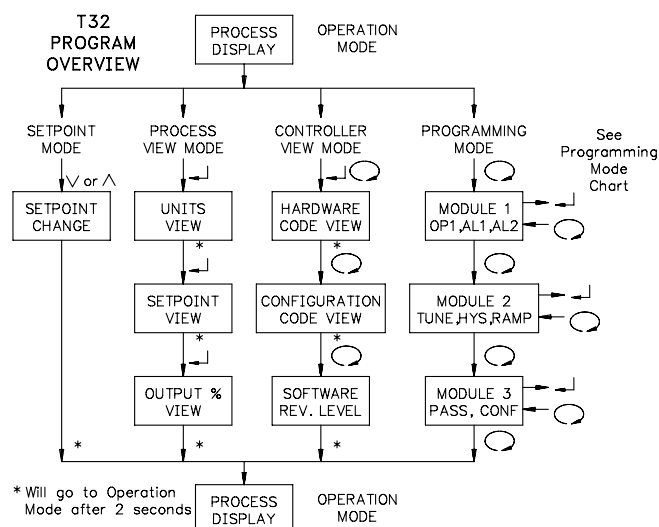 T32
PROGRAM
OVERVIEW
PROCESS
DISPLAY
OPERATION
MODE
SETPOINT
MODE
PROCESS
VIEW MODE
CONTROLLER
VIEW MODE
PROGRAMMING
MODE
See
Programming
Mode
Chart
∨ or ∧
SETPOINT
CHANGE
UNITS
VIEW
*
HARDWARE
CODE VIEW
*
MODULE 1
OP1,AL1,AL2
SETPOINT
VIEW
*
CONFIGURATION
CODE VIEW
*
MODULE 2
TUNE,HYS,RAMP
OUTPUT %
VIEW
SOFTWARE
REV. LEVEL
MODULE 3
PASS, CONF
* * *
* Will go to Operation
Mode after 2 seconds
PROCESS
DISPLAY
OPERATION
MODE